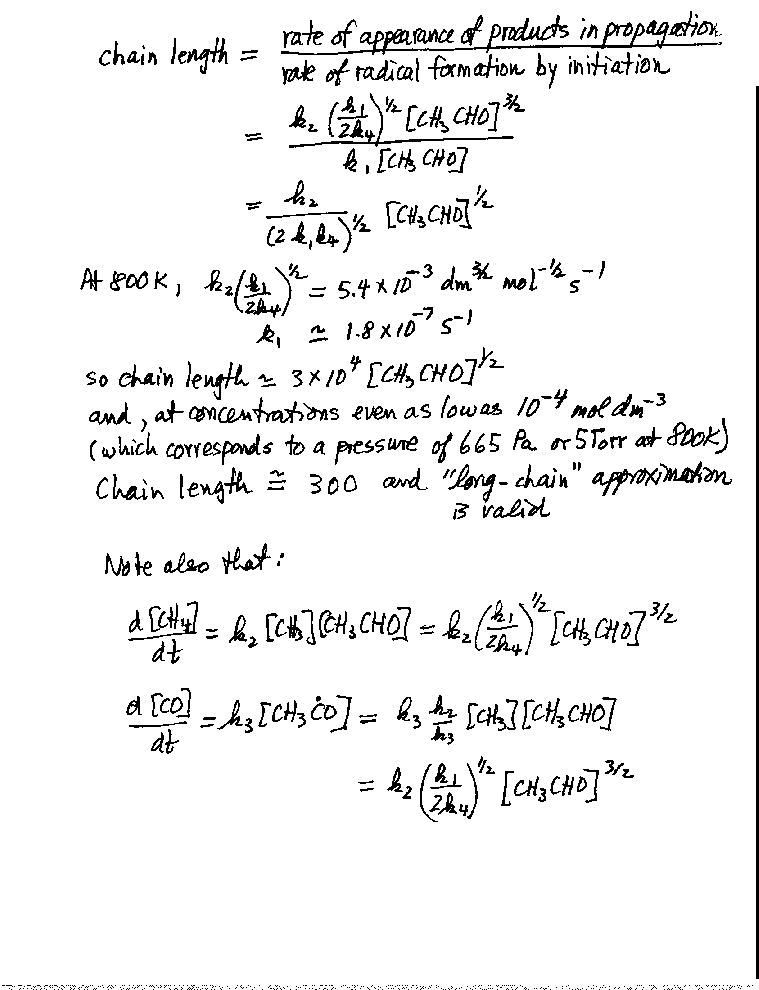 chain length = rate of appearance of products in propagation / rate of radical formation by initiation
= k₂ (k₁/2k₄)^1/2 [CH₃CHO]^3/2 / k₁[CH₃CHO]
= k₂ / (2k₁k₄)^1/2 [CH₃CHO]^1/2
At 800K, k₂(k₁/2k₄)^1/2 = 5.4 × 10^-3 dm^3/2 mol^-1/2 s^-1
k₁ ≃ 1.8 × 10^-7 s^-1
so chain length ≃ 3 × 10^4 [CH₃CHO]^1/2
and, at concentrations even as low as 10^-4 mol dm^-3
(which corresponds to a pressure of 665 Pa or 5 Torr at 800K)
Chain length ≅ 300 and "long-chain" approximation
is valid
Note also that:
d[CH₄]/dt = k₂[CH₃][CH₃CHO] = k₂(k₁/2k₄)^1/2 [CH₃CHO]^3/2
d[CO]/dt = k₃[CH₃ĊO] = k₃ k₂/k₃ [CH₃][CH₃CHO]
= k₂(k₁/2k₄)^1/2 [CH₃CHO]^3/2